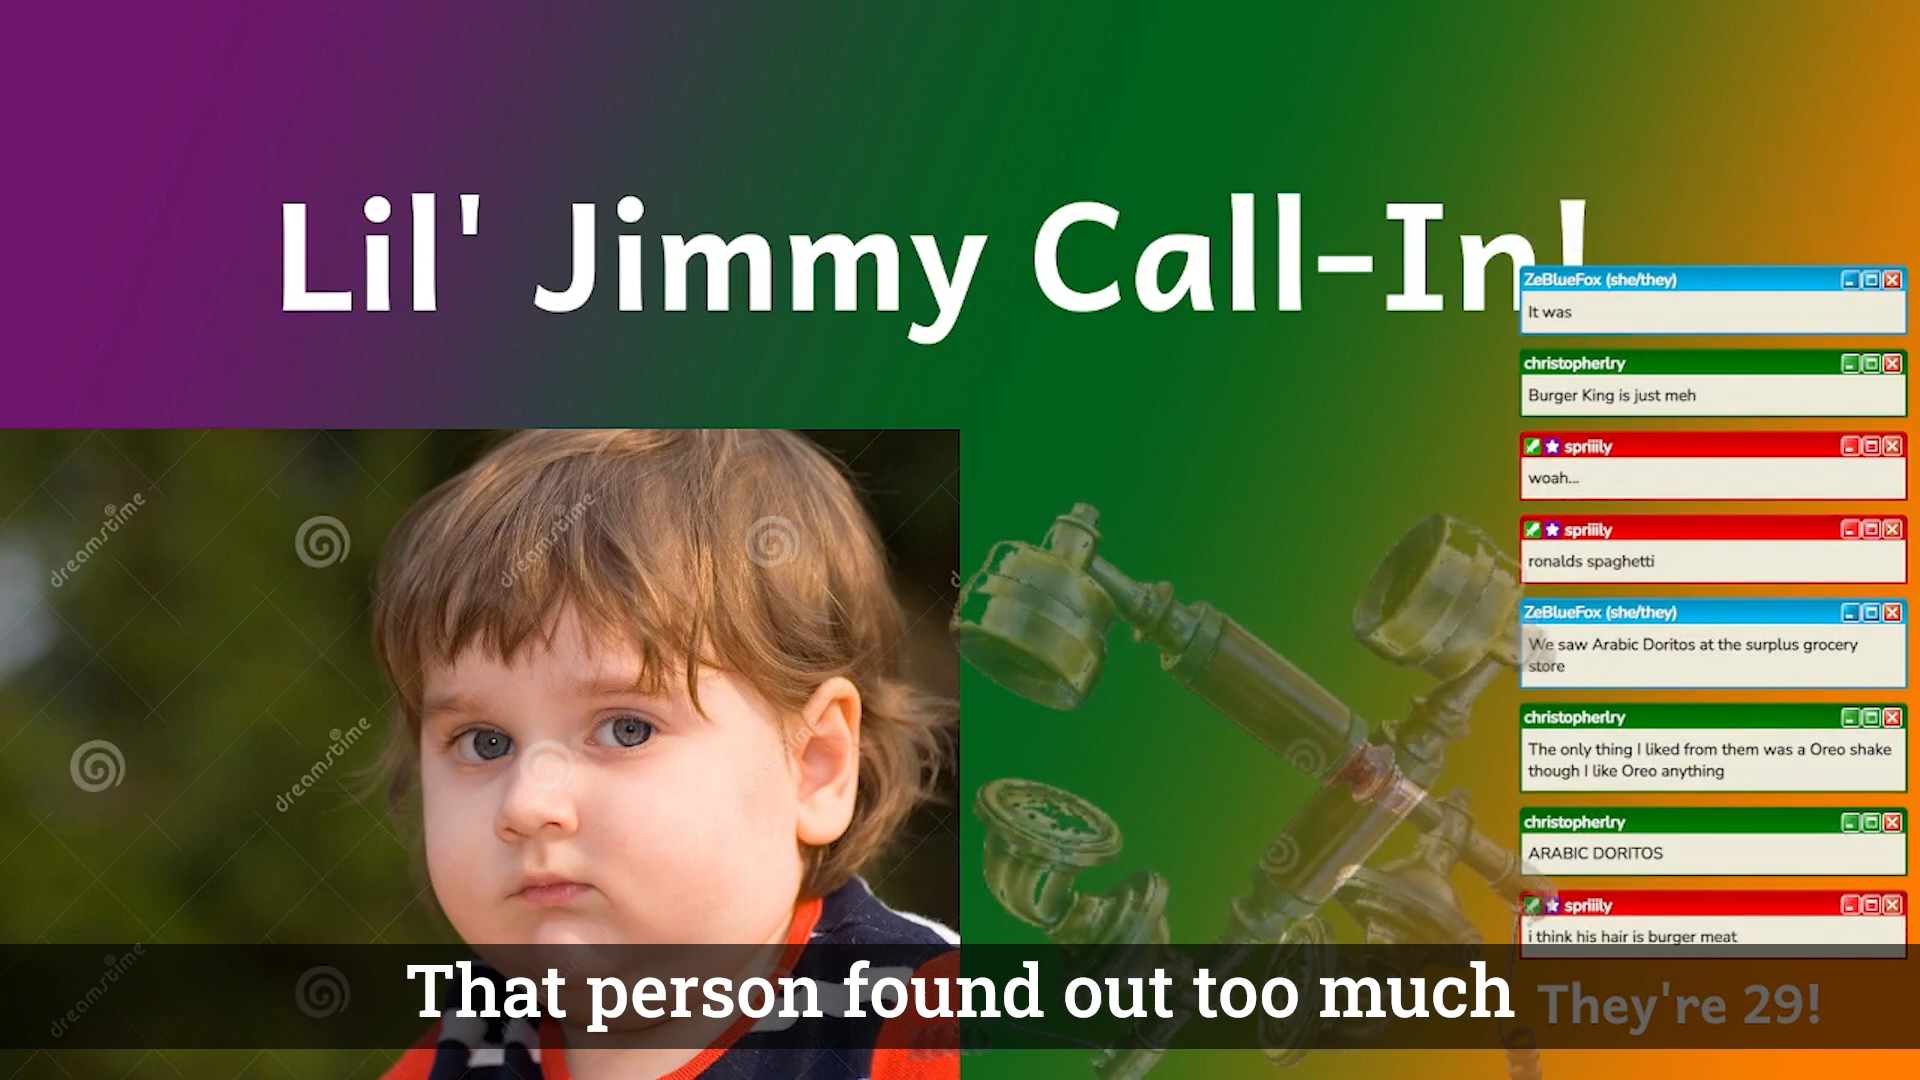 Lil' Jimmy Call-In!
ZeBlueFox (she/they)
It was
christopherlry
Burger King is just meh
spriiily
woah...
spriiily
ronalds spaghetti
ZeBlueFox (she/they)
We saw Arabic Doritos at the surplus grocery
store
christopherlry
The only thing I liked from them was a Oreo shake
though I like Oreo anything
christopherlry
ARABIC DORITOS
spriiily
i think his hair is burger meat
That person found out too much
They're 29!
dreamstime
dreamstime
dreamstime
dreamstime